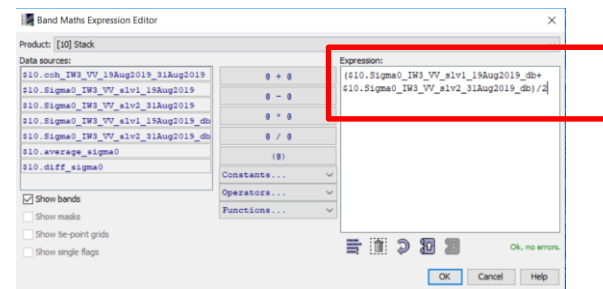 Band Maths Expression Editor
Product: [10] Stack
Data sources:
$10.coh_IW3_VV_19Aug2019_31Aug2019
$10.Sigma0_IW3_VV_slv1_19Aug2019
$10.Sigma0_IW3_VV_slv2_31Aug2019
$10.Sigma0_IW3_VV_slv1_19Aug2019_db
$10.Sigma0_IW3_VV_slv2_31Aug2019_db
$10.average_sigma0
$10.diff_sigma0
Show bands
Show masks
Show tie-point grids
Show single flags
@ + @
@ - @
@ * @
@ / @
(@)
Constants...
Operators...
Functions...
Expression:
($10.Sigma0_IW3_VV_slv1_19Aug2019_db+
$10.Sigma0_IW3_VV_slv2_31Aug2019_db)/2
Ok, no errors.
OK
Cancel
Help